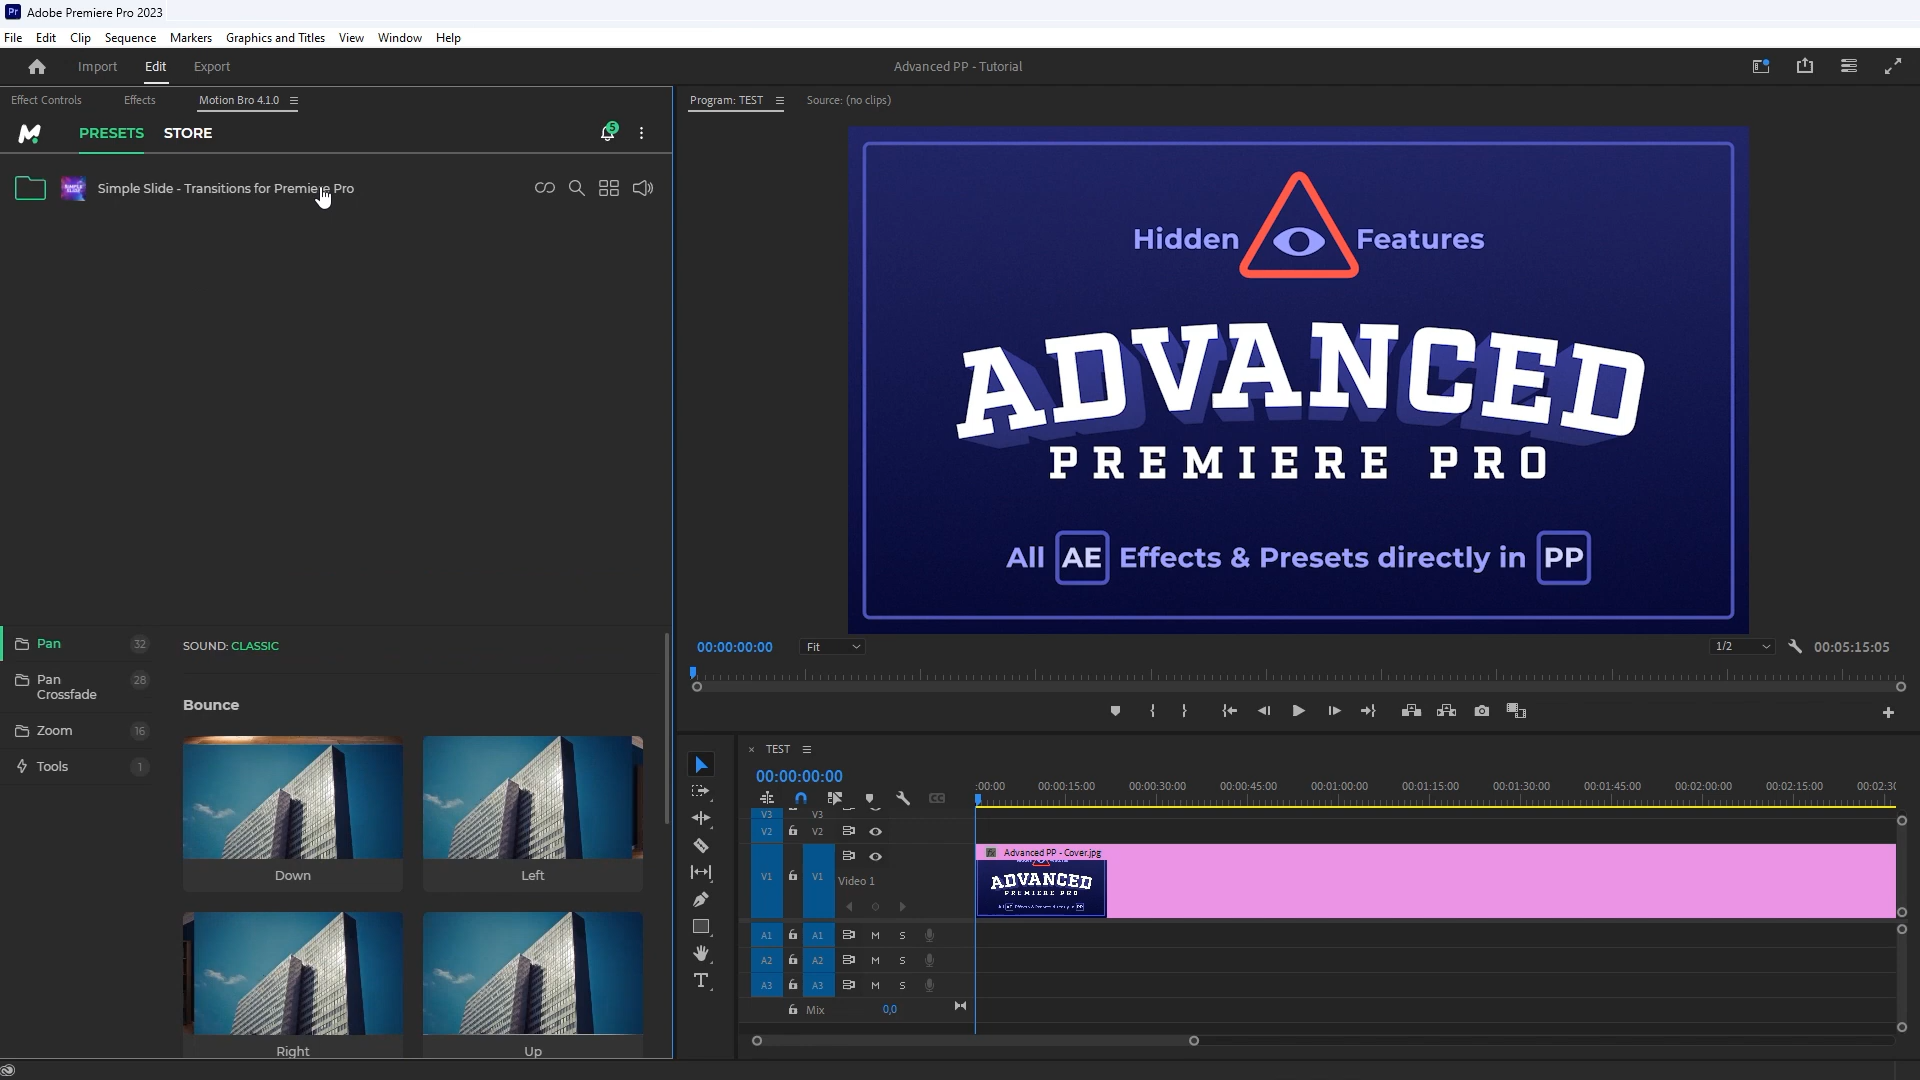 Pr Adobe Premiere Pro 2023
File Edit Clip Sequence Markers Graphics and Titles View Window Help
Import Edit Export
Advanced PP - Tutorial
Effect Controls Effects Motion Bro 4.1.0
PRESETS STORE
5
Simple Slide - Transitions for Premiere Pro
Pan 32
Pan Crossfade 28
Zoom 16
Tools 1
SOUND: CLASSIC
Bounce
Down
Left
Right
Up
Program: TEST Source: (no clips)
Hidden Features
ADVANCED
PREMIERE PRO
All AE Effects & Presets directly in PP
00:00:00:00 Fit 1/2 00:05:15:05
× TEST
00:00:00:00
:00:00 00:00:15:00 00:00:30:00 00:00:45:00 00:01:00:00 00:01:15:00 00:01:30:00 00:01:45:00 00:02:00:00 00:02:15:00 00:02:30
CC
V3 V3
V2 V2
V1 V1
Video 1
Advanced PP - Cover.jpg
ADVANCED
PREMIERE PRO
A1 A1 M S
A2 A2 M S
A3 A3 M S
Mix 0,0